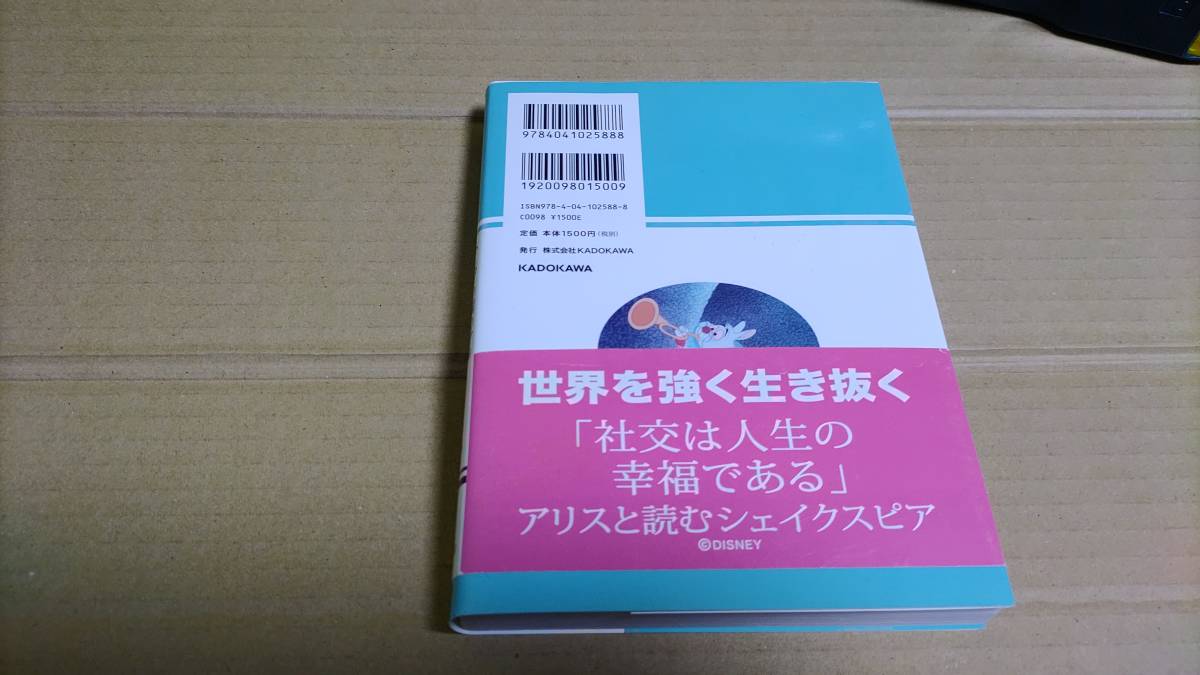 9784041025888
1920098015009
ISBN978-4-04-102588-8
C0098 ¥1500E
定価 本体1500円(税別)
発行 株式会社KADOKAWA
KADOKAWA
世界を強く生き抜く
「社交は人生の
幸福である」
アリスと読むシェイクスピア
©DISNEY